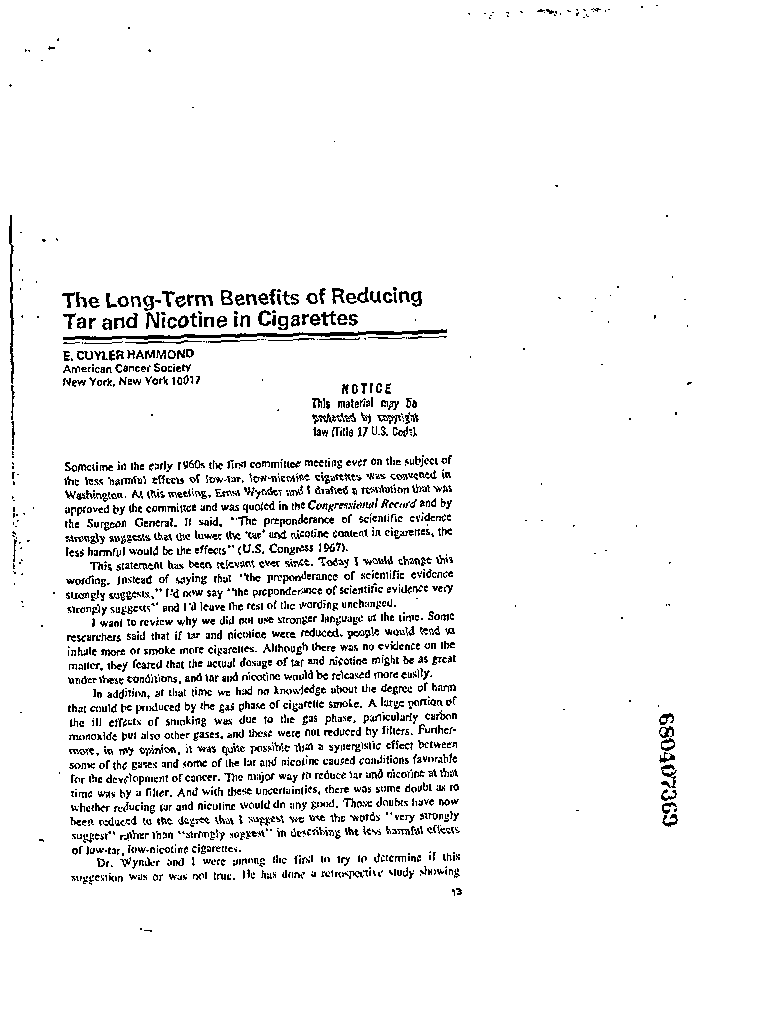 The Long-Term Benefits of Reducing
Tar and Nicotine in Cigarettes
E. CUYLER HAMMOND
American Cancer Society
New York, New York 10017
NOTICE
This material may be
protected by copyright
law (Title 17 U.S. Code).
Sometime in the early 1960s the first committee meeting ever on the subject of
the less harmful effects of low-tar, low-nicotine cigarettes was convened in
Washington. At this meeting, Ernst Wynder and I drafted a resolution that was
approved by the committee and was quoted in the Congressional Record and by
the Surgeon General. It said, "The preponderance of scientific evidence
strongly suggests that the lower the 'tar' and nicotine content in cigarettes, the
less harmful would be the effects" (U.S. Congress 1967).
This statement has been relevant ever since. Today I would change this
wording. Instead of saying that "the preponderance of scientific evidence
strongly suggests," I'd now say "the preponderance of scientific evidence very
strongly suggests" and I'd leave the rest of the wording unchanged.
I want to review why we did not use stronger language at the time. Some
researchers said that if tar and nicotine were reduced, people would tend to
inhale more or smoke more cigarettes. Although there was no evidence on the
matter, they feared that the actual dosage of tar and nicotine might be as great
under these conditions, and tar and nicotine would be released more easily.
In addition, at that time we had no knowledge about the degree of harm
that could be produced by the gas phase of cigarette smoke. A large portion of
the ill effects of smoking was due to the gas phase, particularly carbon
monoxide but also other gases, and these were not reduced by filters. Further-
more, in my opinion, it was quite possible that a synergistic effect between
some of the gases and some of the tar and nicotine caused conditions favorable
for the development of cancer. The major way to reduce tar and nicotine at that
time was by a filter. And with these uncertainties, there was some doubt as to
whether reducing tar and nicotine would do any good. Those doubts have now
been reduced to the degree that I suggest we use the words "very strongly
suggest" rather than "strongly suggest" in describing the less harmful effects
of low-tar, low-nicotine cigarettes.
Dr. Wynder and I were among the first to try to determine if this
suggestion was or was not true. He has done a retrospective study showing
13
680407369